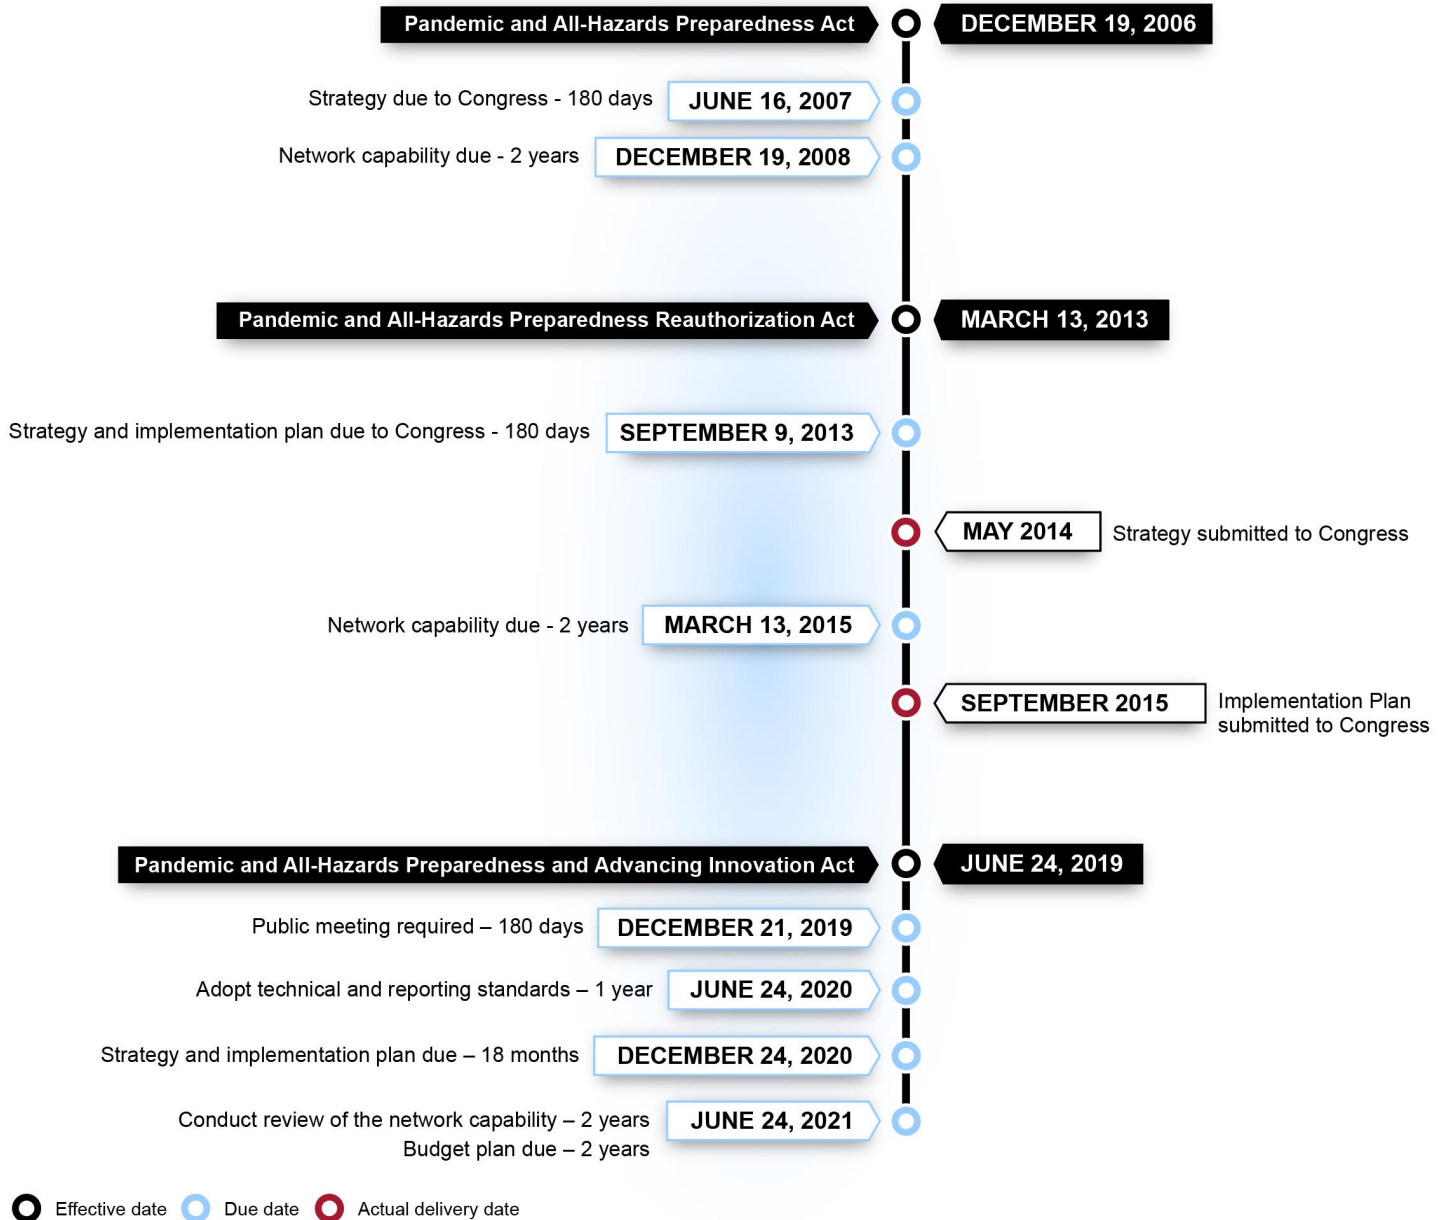 Pandemic and All-Hazards Preparedness Act DECEMBER 19, 2006
Strategy due to Congress - 180 days JUNE 16, 2007
Network capability due - 2 years DECEMBER 19, 2008
Pandemic and All-Hazards Preparedness Reauthorization Act MARCH 13, 2013
Strategy and implementation plan due to Congress - 180 days SEPTEMBER 9, 2013
MAY 2014 Strategy submitted to Congress
Network capability due - 2 years MARCH 13, 2015
SEPTEMBER 2015 Implementation Plan
submitted to Congress
Pandemic and All-Hazards Preparedness and Advancing Innovation Act JUNE 24, 2019
Public meeting required – 180 days DECEMBER 21, 2019
Adopt technical and reporting standards – 1 year JUNE 24, 2020
Strategy and implementation plan due – 18 months DECEMBER 24, 2020
Conduct review of the network capability – 2 years JUNE 24, 2021
Budget plan due – 2 years
Effective date Due date Actual delivery date